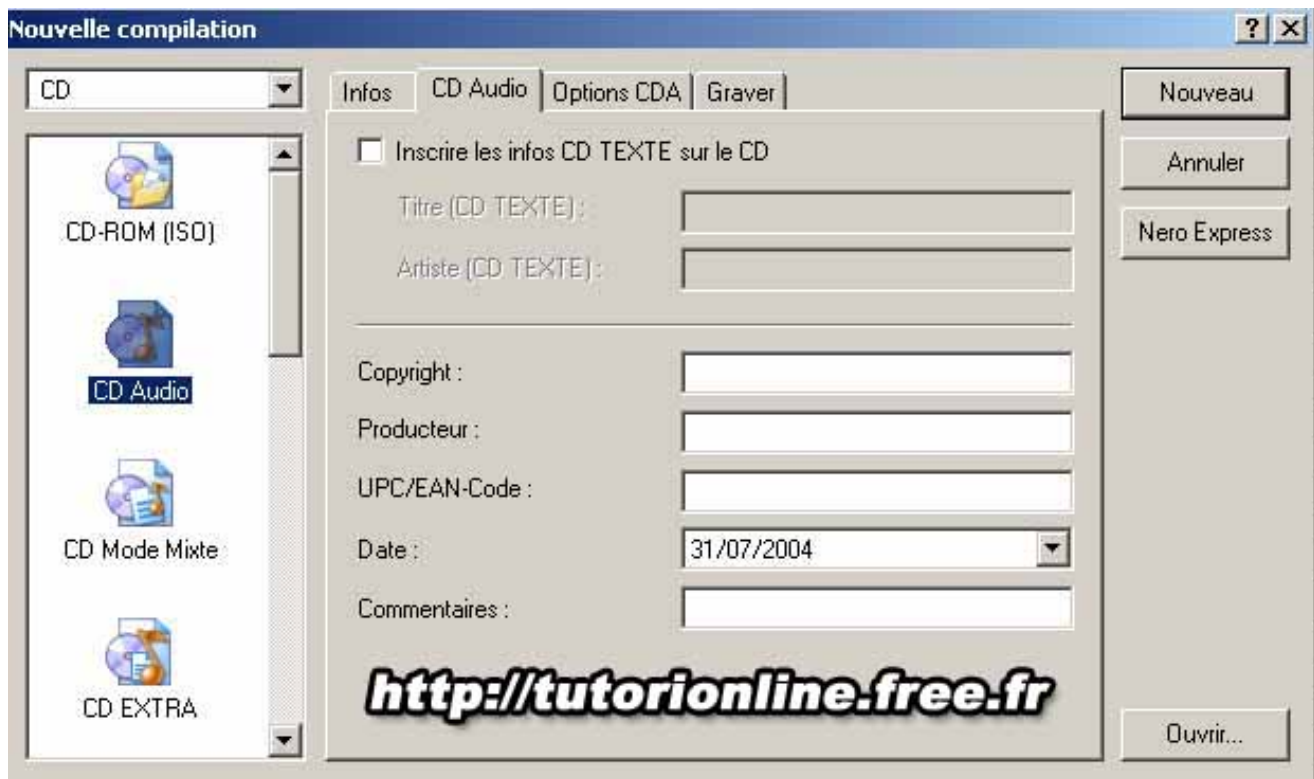 Nouvelle compilation
CD
CD-ROM (ISO)
CD Audio
CD Mode Mixte
CD EXTRA
Infos
CD Audio
Options CDA
Graver
Inscrire les infos CD TEXTE sur le CD
Titre (CD TEXTE) :
Artiste (CD TEXTE) :
Copyright :
Producteur :
UPC/EAN-Code :
Date :
31/07/2004
Commentaires :
http://tutorionline.free.fr
Nouveau
Annuler
Nero Express
Ouvrir...